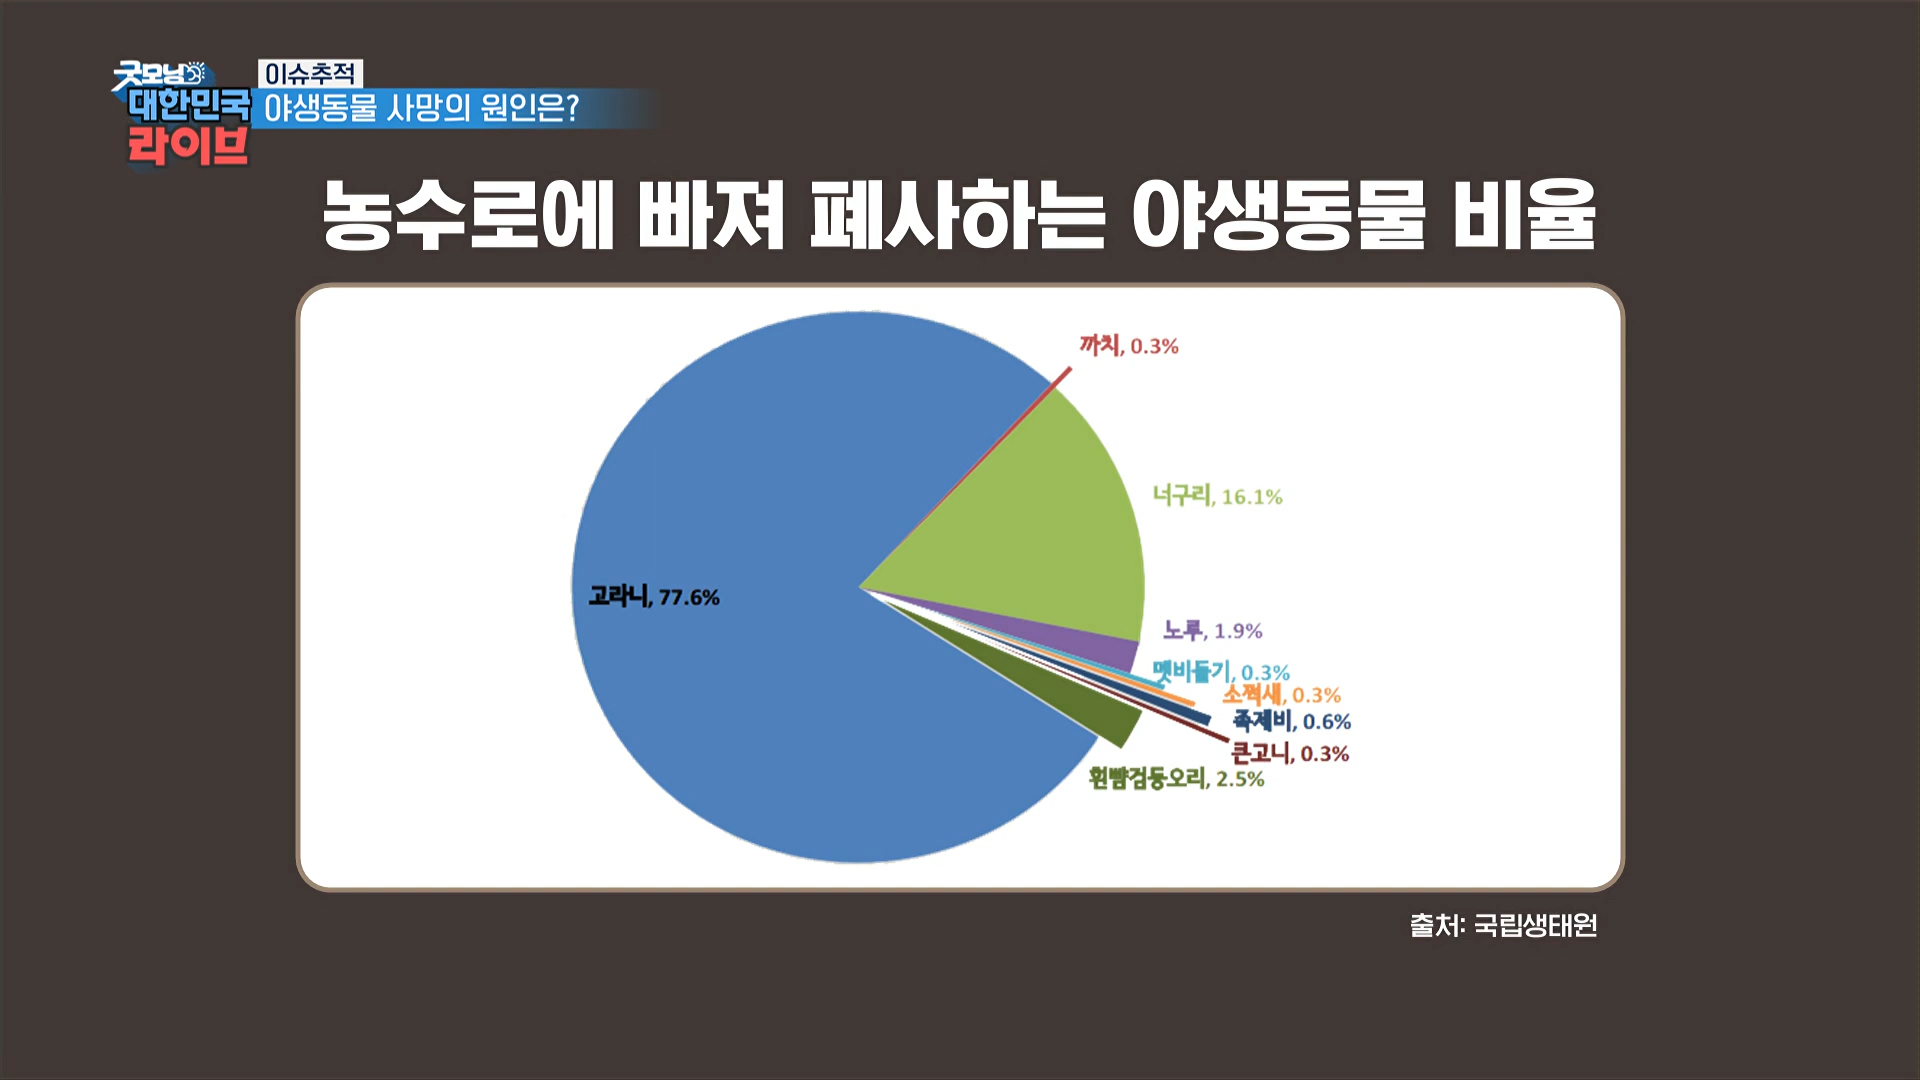 굿모닝
대한민국
라이브
이슈추적
야생동물 사망의 원인은?
농수로에 빠져 폐사하는 야생동물 비율
까치, 0.3%
너구리, 16.1%
고라니, 77.6%
노루, 1.9%
멧비둘기, 0.3%
소쩍새, 0.3%
족제비, 0.6%
큰고니, 0.3%
흰뺨검둥오리, 2.5%
출처: 국립생태원